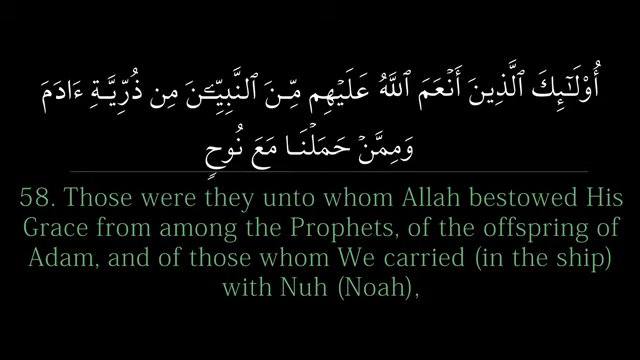 أُو۟لَـٰٓئِكَ ٱلَّذِينَ أَنْعَمَ ٱللَّهُ عَلَيْهِم مِّنَ ٱلنَّبِيِّـۧنَ مِن ذُرِّيَّةِ ءَادَمَ
وَمِمَّنْ حَمَلْنَا مَعَ نُوحٍ
58. Those were they unto whom Allah bestowed His
Grace from among the Prophets, of the offspring of
Adam, and of those whom We carried (in the ship)
with Nuh (Noah),